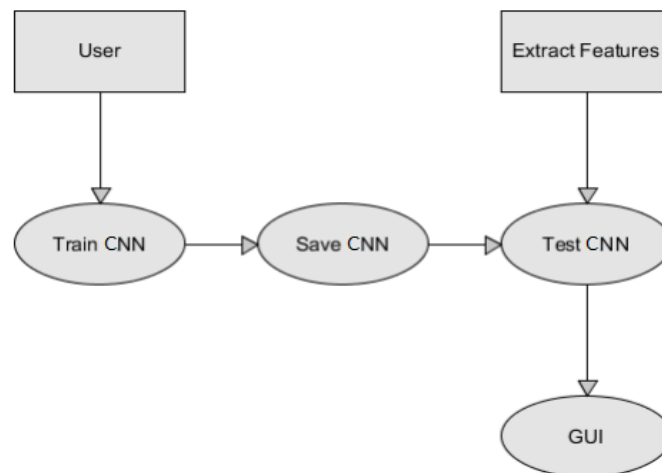 User
Extract Features
Train CNN
Save CNN
Test CNN
GUI